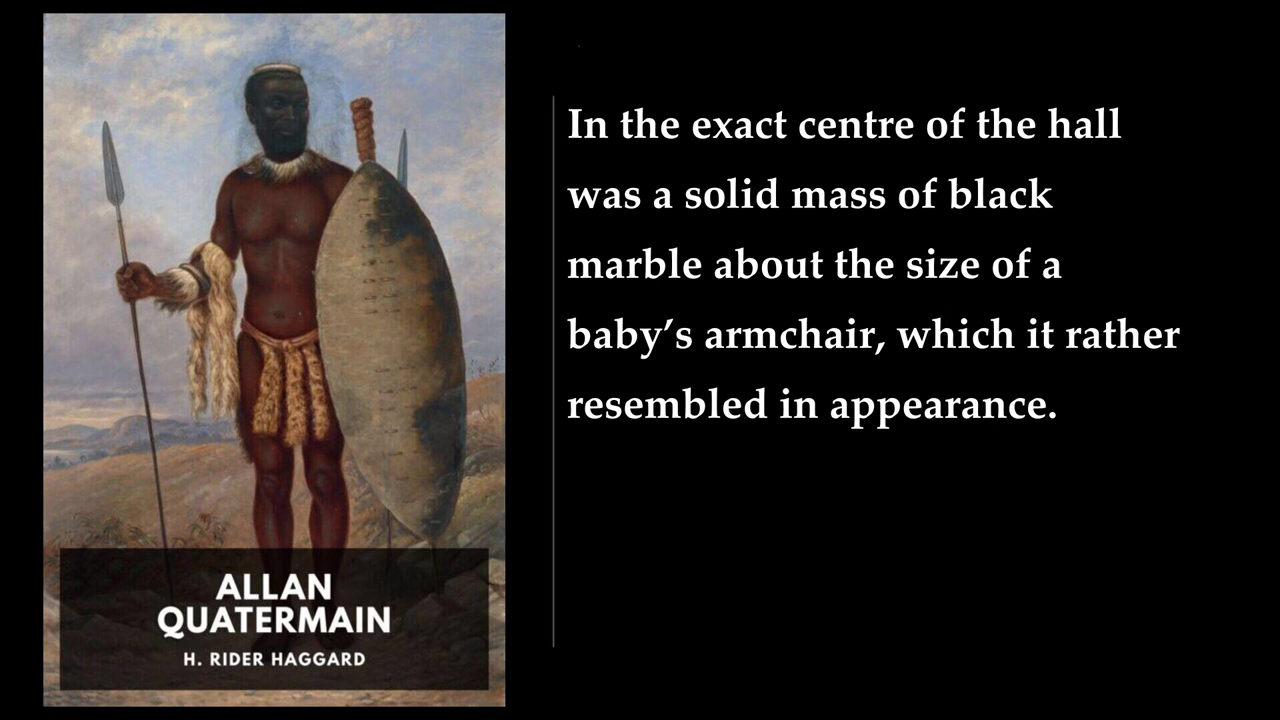 In the exact centre of the hall
was a solid mass of black
marble about the size of a
baby’s armchair, which it rather
resembled in appearance.
ALLAN
QUATERMAIN
H. RIDER HAGGARD